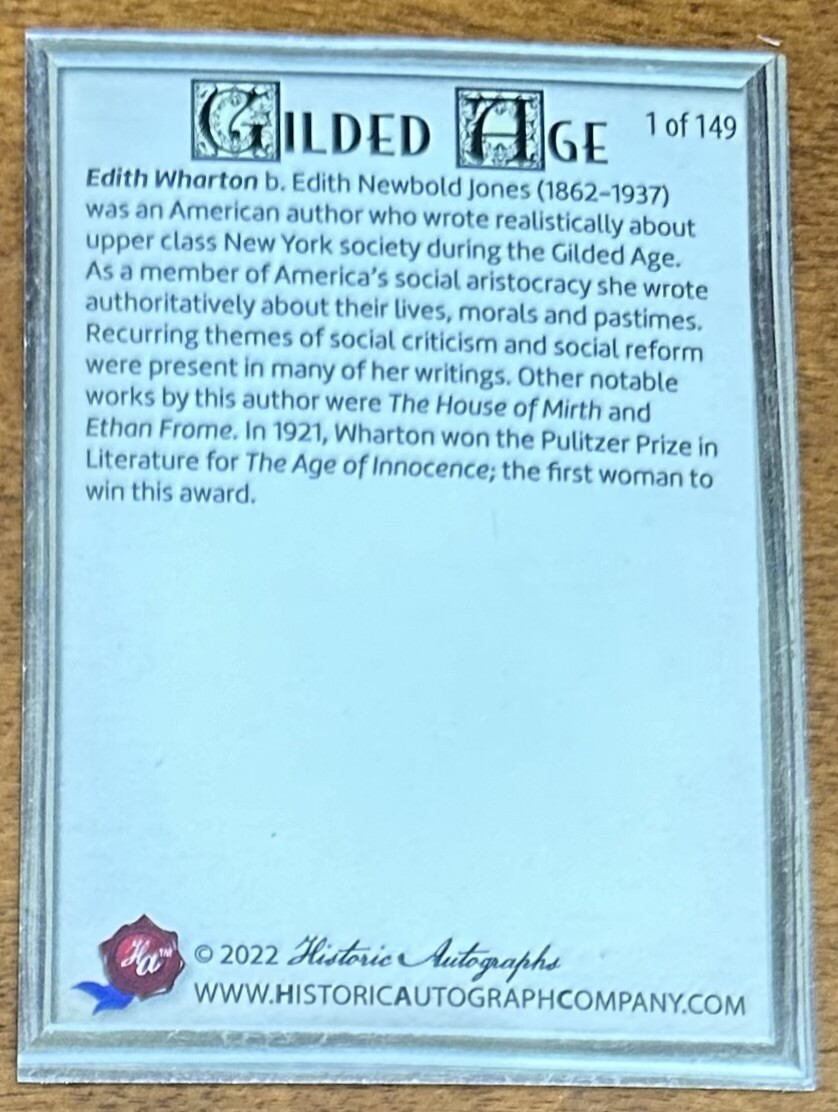 GILDED AGE 1 of 149
Edith Wharton b. Edith Newbold Jones (1862–1937)
was an American author who wrote realistically about
upper class New York society during the Gilded Age.
As a member of America's social aristocracy she wrote
authoritatively about their lives, morals and pastimes.
Recurring themes of social criticism and social reform
were present in many of her writings. Other notable
works by this author were The House of Mirth and
Ethan Frome. In 1921, Wharton won the Pulitzer Prize in
Literature for The Age of Innocence; the first woman to
win this award.
Ha™ © 2022 Historic Autographs
WWW.HISTORICAUTOGRAPHCOMPANY.COM